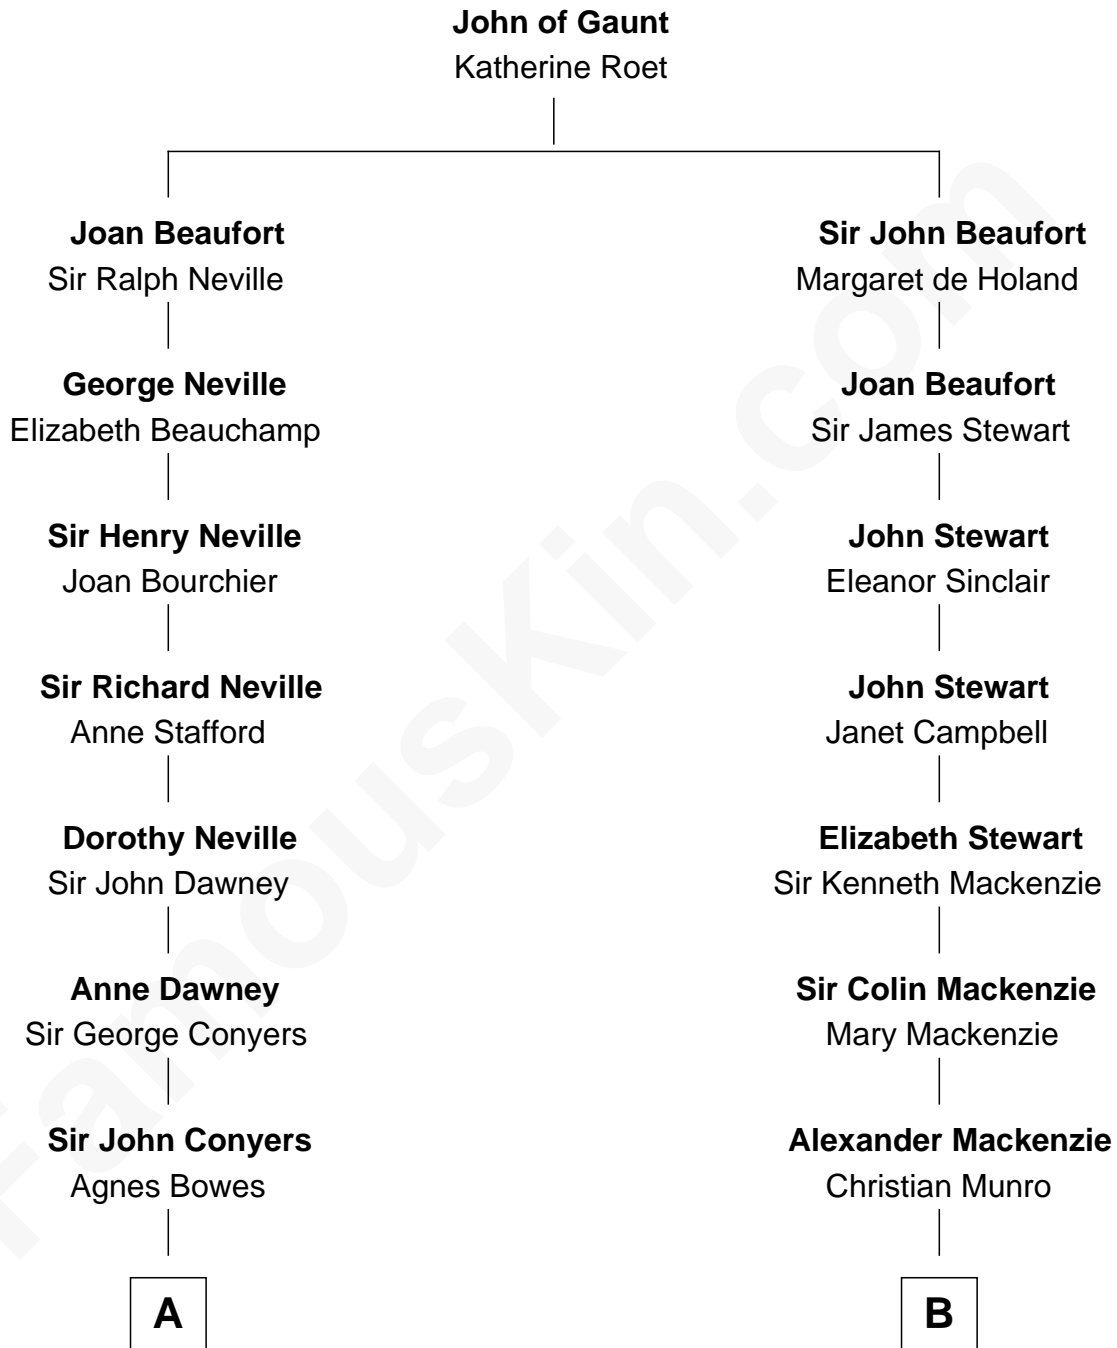 John of Gaunt
Katherine Roet
Joan Beaufort
Sir Ralph Neville
George Neville
Elizabeth Beauchamp
Sir Henry Neville
Joan Bourchier
Sir Richard Neville
Anne Stafford
Dorothy Neville
Sir John Dawney
Anne Dawney
Sir George Conyers
Sir John Conyers
Agnes Bowes
A
Sir John Beaufort
Margaret de Holand
Joan Beaufort
Sir James Stewart
John Stewart
Eleanor Sinclair
John Stewart
Janet Campbell
Elizabeth Stewart
Sir Kenneth Mackenzie
Sir Colin Mackenzie
Mary Mackenzie
Alexander Mackenzie
Christian Munro
B
FamousKin.com